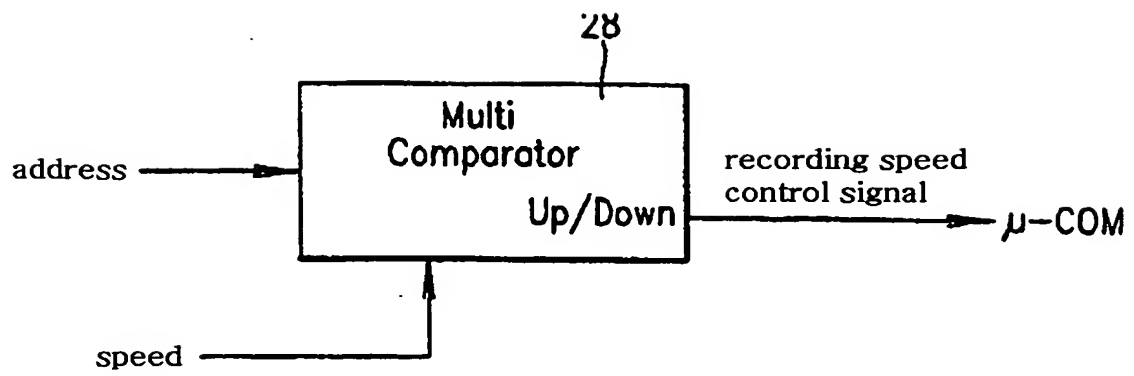 28
Multi
Comparator
address
recording speed
control signal
Up/Down
μ-COM
speed